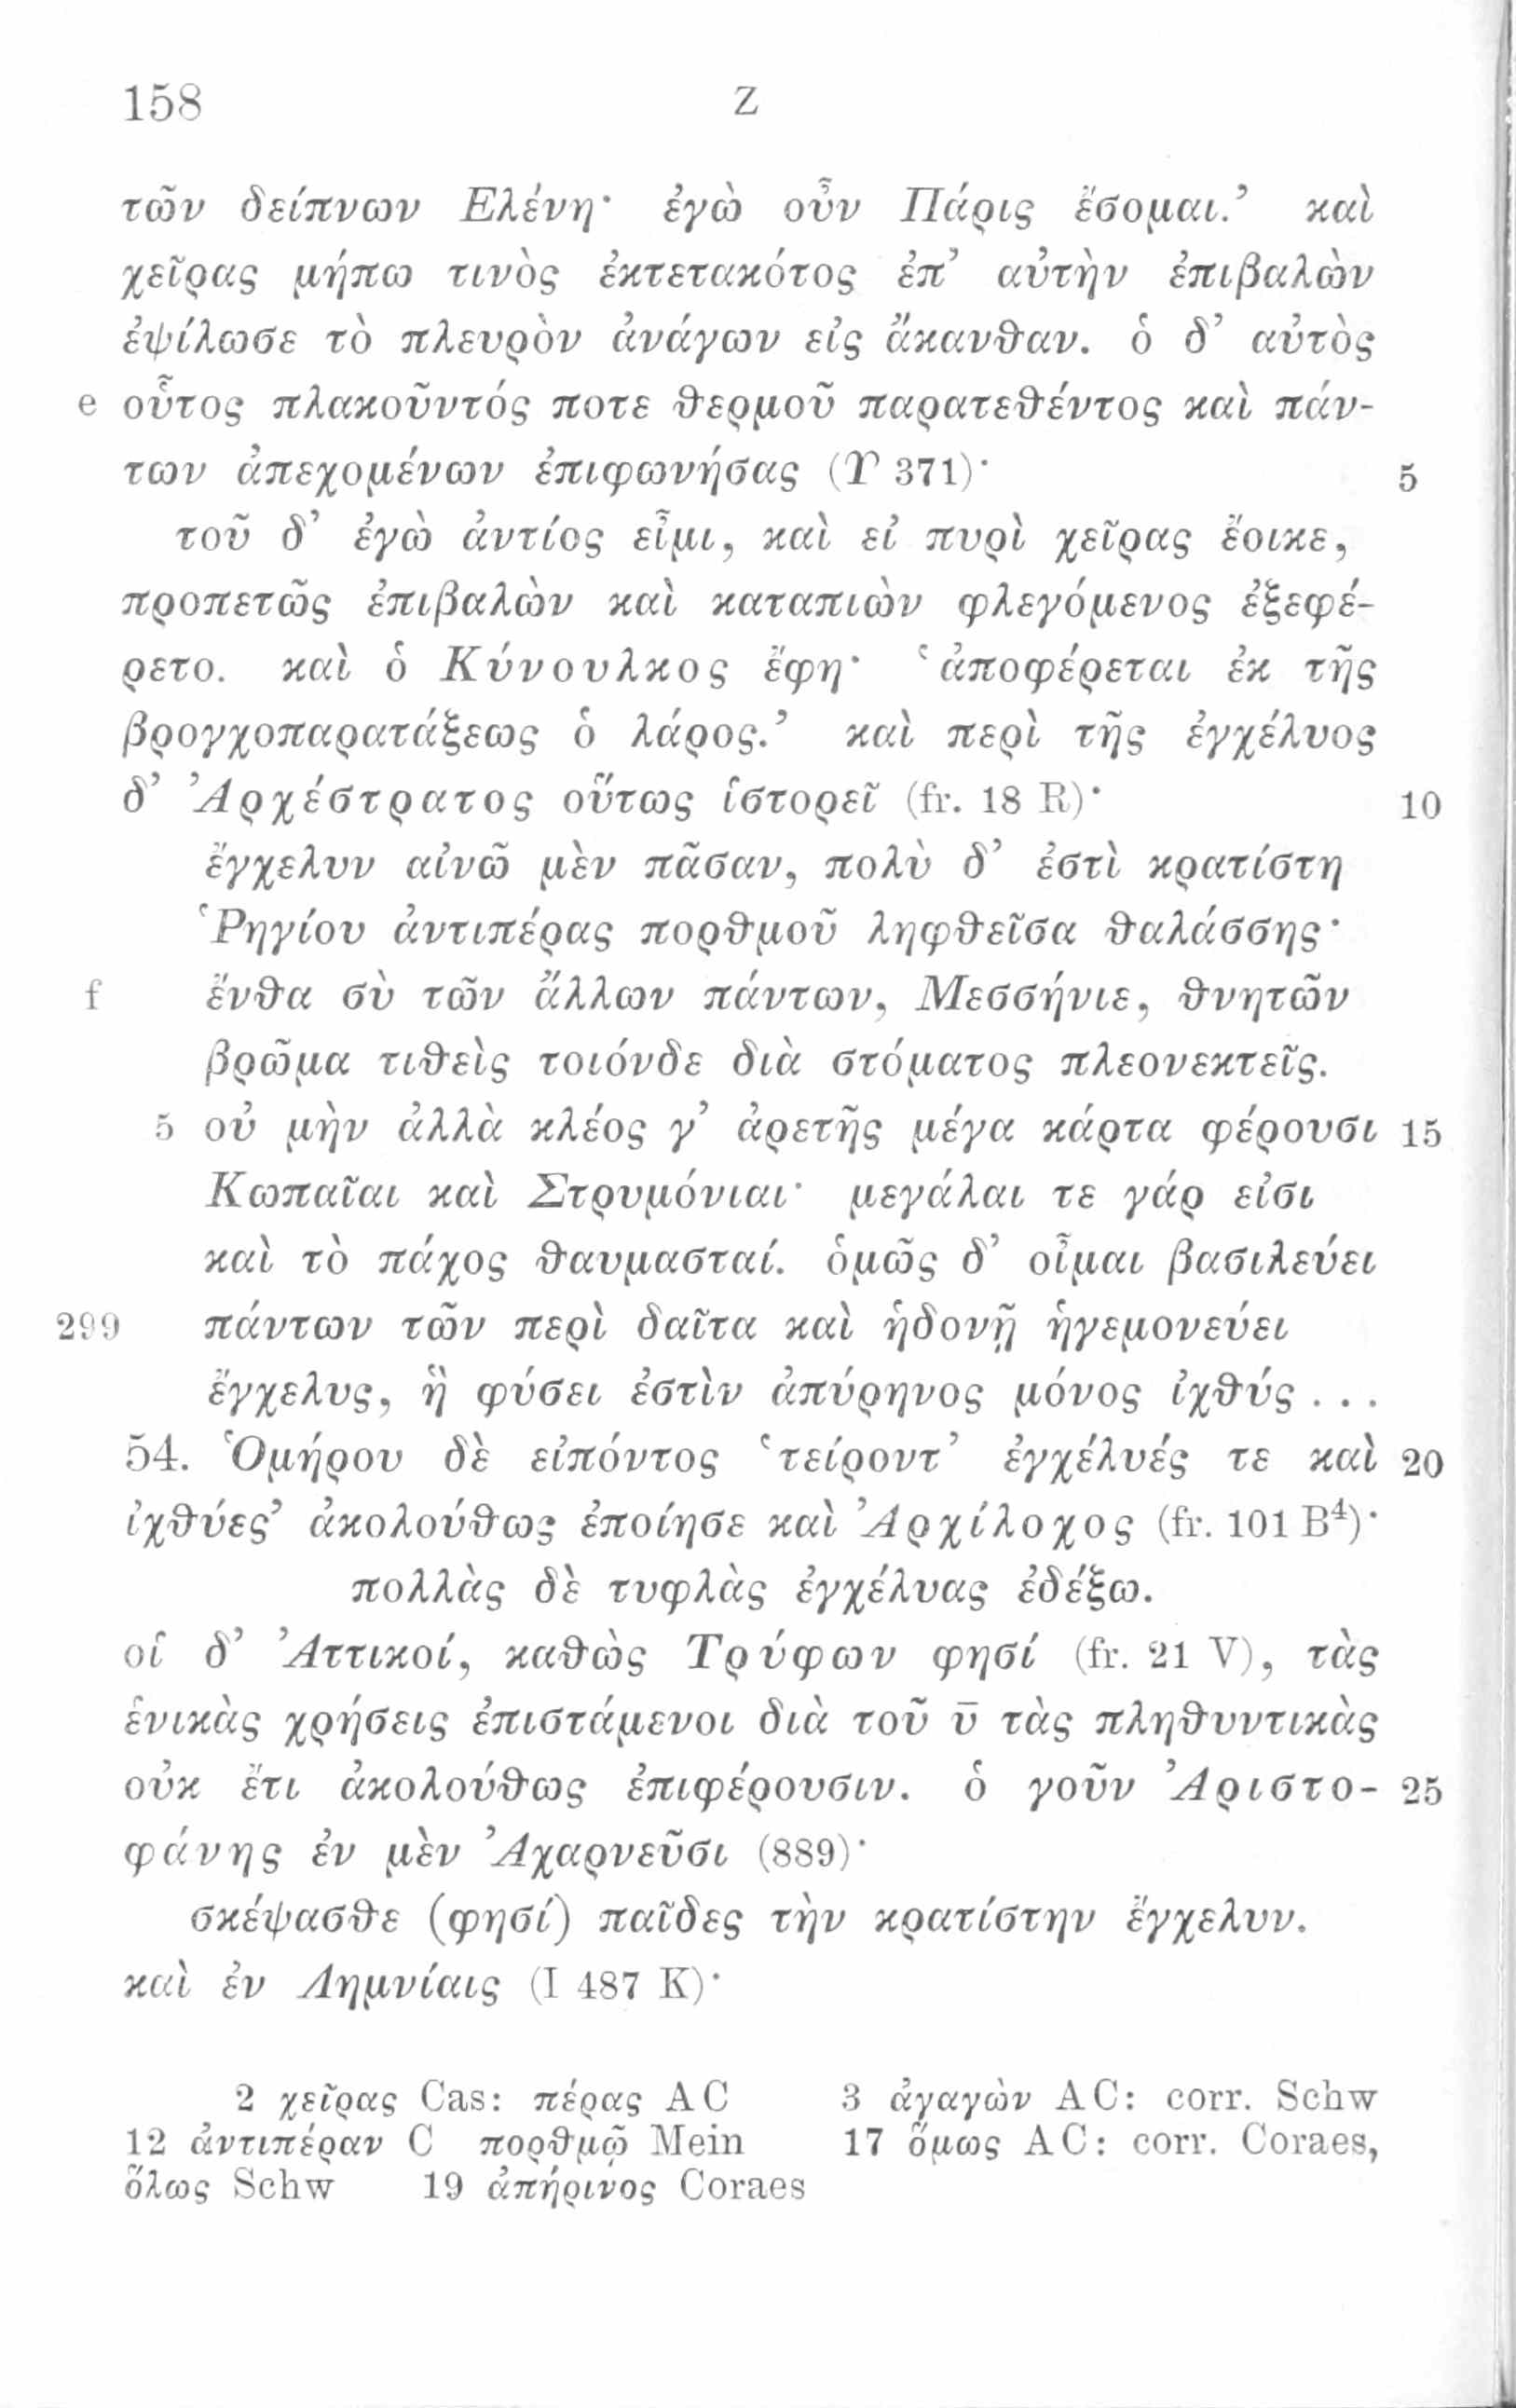 158 Z
τῶν δείπνων Ελένη· ἐγὼ οὖν Πάρις ἔσομαι.’ καὶ
χεῖρας μήπω τινὸς ἐκτετακότος ἐπ’ αὐτὴν ἐπιβαλὼν
ἐψίλωσε τὸ πλευρὸν ἀνάγων εἰς ἄκανθαν. ὁ δ’ αὐτὸς
e οὗτος πλακοῦντός ποτε θερμοῦ παρατεθέντος καὶ πάν-
των ἀπεχομένων ἐπιφωνήσας (Υ 371)· 5
τοῦ δ’ ἐγὼ ἀντίος εἶμι, καὶ εἰ πυρὶ χεῖρας ἔοικε,
προπετῶς ἐπιβαλὼν καὶ καταπιὼν φλεγόμενος ἐξεφέ-
ρετο. καὶ ὁ Κύνουλκος ἔφη· ‘ἀποφέρεται ἐκ τῆς
βρογχοπαρατάξεως ὁ λάρος.’ καὶ περὶ τῆς ἐγχέλυος
δ’ Ἀρχέστρατος οὕτως ἱστορεῖ (fr. 18 R)· 10
ἔγχελυν αἰνῶ μὲν πᾶσαν, πολὺ δ’ ἐστὶ κρατίστη
Ῥηγίου ἀντιπέρας πορθμοῦ ληφθεῖσα θαλάσσης·
f ἔνθα σὺ τῶν ἄλλων πάντων, Μεσσήνιε, θνητῶν
βρῶμα τιθεὶς τοιόνδε διὰ στόματος πλεονεκτεῖς.
5 οὐ μὴν ἀλλὰ κλέος γ’ ἀρετῆς μέγα κάρτα φέρουσι 15
Κωπαῖαι καὶ Στρυμόνιαι· μεγάλαι τε γάρ εἰσι
καὶ τὸ πάχος θαυμασταί. ὁμῶς δ’ οἶμαι βασιλεύει
299 πάντων τῶν περὶ δαῖτα καὶ ἡδονῇ ἡγεμονεύει
ἔγχελυς, ἣ φύσει ἐστὶν ἀπύρηνος μόνος ἰχθύς . . .
54. Ὁμήρου δὲ εἰπόντος ‘τείροντ’ ἐγχέλυές τε καὶ 20
ἰχθύες’ ἀκολούθως ἐποίησε καὶ Ἀρχίλοχος (fr. 101 B⁴)·
πολλὰς δὲ τυφλὰς ἐγχέλυας ἐδέξω.
οἱ δ’ Ἀττικοί, καθὼς Τρύφων φησί (fr. 21 V), τὰς
ἑνικὰς χρήσεις ἐπιστάμενοι διὰ τοῦ ῡ τὰς πληθυντικὰς
οὐκ ἔτι ἀκολούθως ἐπιφέρουσιν. ὁ γοῦν Ἀριστο- 25
φάνης ἐν μὲν Ἀχαρνεῦσι (889)·
σκέψασθε (φησί) παῖδες τὴν κρατίστην ἔγχελυν.
καὶ ἐν Λημνίαις (I 487 K)·
2 χεῖρας Cas: πέρας AC 3 ἀγαγὼν AC: corr. Schw
12 ἀντιπέραν C πορθμῷ Mein 17 ὅμως AC: corr. Coraes,
ὅλως Schw 19 ἀπήρινος Coraes